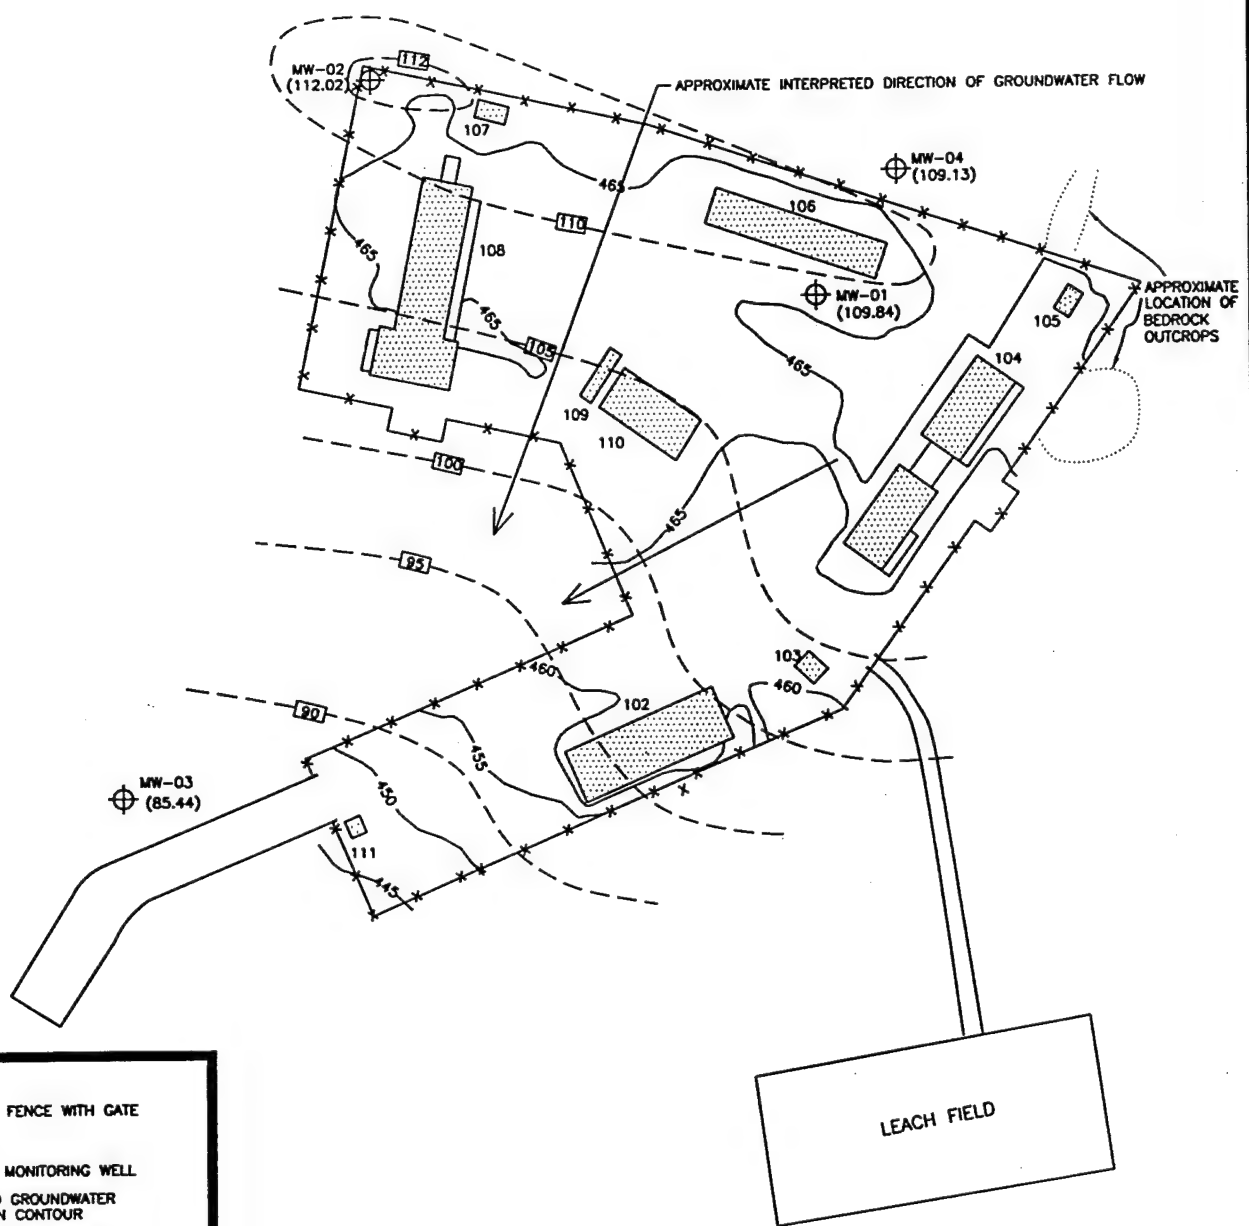 112
MW-02
(112.02)
APPROXIMATE INTERPRETED DIRECTION OF GROUNDWATER FLOW
107
MW-04
(109.13)
465
106
110
108
465
MW-01
(109.84)
APPROXIMATE
LOCATION OF
BEDROCK
OUTCROPS
105
465
105
104
465
109
110
100
465
95
103
460
460
102
90
455
MW-03
(85.44)
450
111
445
FENCE WITH GATE
MONITORING WELL
GROUNDWATER
CONTOUR
LEACH FIELD